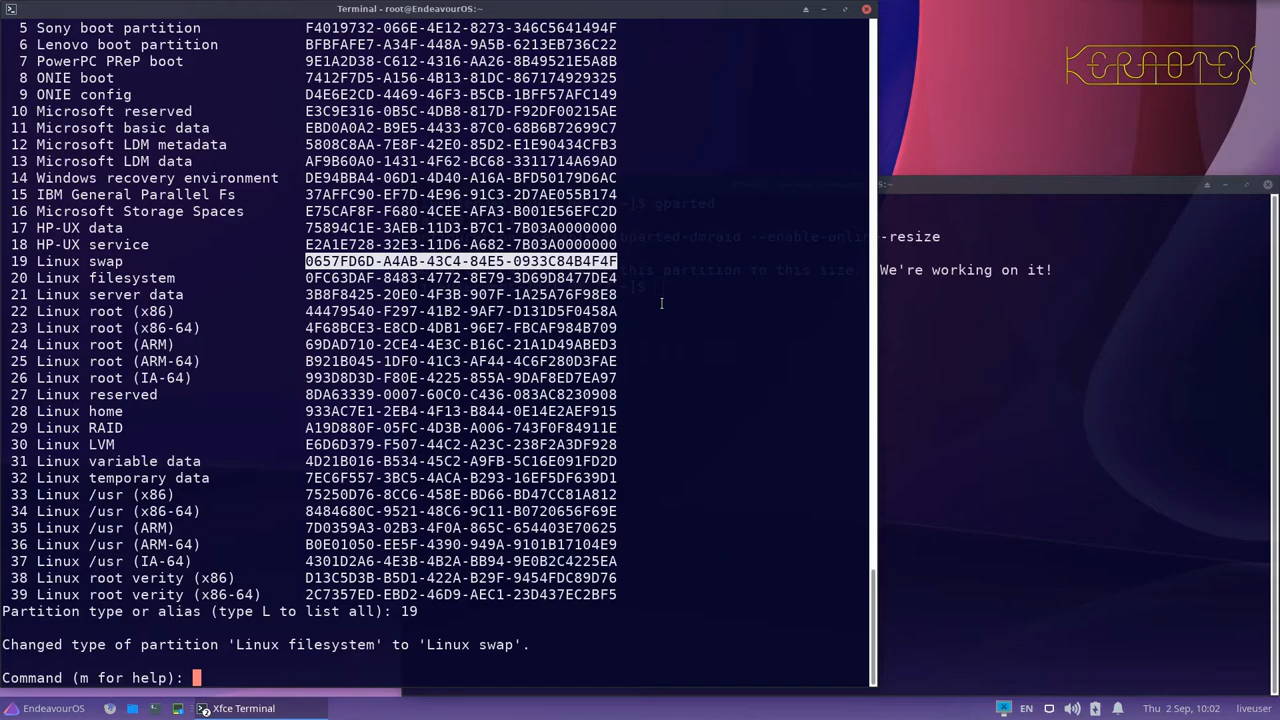 Terminal - root@EndeavourOS:~
5 Sony boot partition F4019732-066E-4E12-8273-346C5641494F
6 Lenovo boot partition BFBFAFE7-A34F-448A-9A5B-6213EB736C22
7 PowerPC PReP boot 9E1A2D38-C612-4316-AA26-8B49521E5A8B
8 ONIE boot 7412F7D5-A156-4B13-81DC-867174929325
9 ONIE config D4E6E2CD-4469-46F3-B5CB-1BFF57AFC149
10 Microsoft reserved E3C9E316-0B5C-4DB8-817D-F92DF00215AE
11 Microsoft basic data EBD0A0A2-B9E5-4433-87C0-68B6B72699C7
12 Microsoft LDM metadata 5808C8AA-7E8F-42E0-85D2-E1E90434CFB3
13 Microsoft LDM data AF9B60A0-1431-4F62-BC68-3311714A69AD
14 Windows recovery environment DE94BBA4-06D1-4D40-A16A-BFD50179D6AC
15 IBM General Parallel Fs 37AFFC90-EF7D-4E96-91C3-2D7AE055B174
16 Microsoft Storage Spaces E75CAF8F-F680-4CEE-AFA3-B001E56EFC2D
17 HP-UX data 75894C1E-3AEB-11D3-B7C1-7B03A0000000
18 HP-UX service E2A1E728-32E3-11D6-A682-7B03A0000000
19 Linux swap 0657FD6D-A4AB-43C4-84E5-0933C84B4F4F
20 Linux filesystem 0FC63DAF-8483-4772-8E79-3D69D8477DE4
21 Linux server data 3B8F8425-20E0-4F3B-907F-1A25A76F98E8
22 Linux root (x86) 44479540-F297-41B2-9AF7-D131D5F0458A
23 Linux root (x86-64) 4F68BCE3-E8CD-4DB1-96E7-FBCAF984B709
24 Linux root (ARM) 69DAD710-2CE4-4E3C-B16C-21A1D49ABED3
25 Linux root (ARM-64) B921B045-1DF0-41C3-AF44-4C6F280D3FAE
26 Linux root (IA-64) 993D8D3D-F80E-4225-855A-9DAF8ED7EA97
27 Linux reserved 8DA63339-0007-60C0-C436-083AC8230908
28 Linux home 933AC7E1-2EB4-4F13-B844-0E14E2AEF915
29 Linux RAID A19D880F-05FC-4D3B-A006-743F0F84911E
30 Linux LVM E6D6D379-F507-44C2-A23C-238F2A3DF928
31 Linux variable data 4D21B016-B534-45C2-A9FB-5C16E091FD2D
32 Linux temporary data 7EC6F557-3BC5-4ACA-B293-16EF5DF639D1
33 Linux /usr (x86) 75250D76-8CC6-458E-BD66-BD47CC81A812
34 Linux /usr (x86-64) 8484680C-9521-48C6-9C11-B0720656F69E
35 Linux /usr (ARM) 7D0359A3-02B3-4F0A-865C-654403E70625
36 Linux /usr (ARM-64) B0E01050-EE5F-4390-949A-9101B17104E9
37 Linux /usr (IA-64) 4301D2A6-4E3B-4B2A-BB94-9E0B2C4225EA
38 Linux root verity (x86) D13C5D3B-B5D1-422A-B29F-9454FDC89D76
39 Linux root verity (x86-64) 2C7357ED-EBD2-46D9-AEC1-23D437EC2BF5
Partition type or alias (type L to list all): 19
Changed type of partition 'Linux filesystem' to 'Linux swap'.
Command (m for help):
KERNOTEX
S:~
~]$ gparted
bparted-dmraid --enable-online-resize
this partition to this size. We're working on it!
~]$
EndeavourOS
2
Xfce Terminal
EN
Thu 2 Sep, 10:02
liveuser